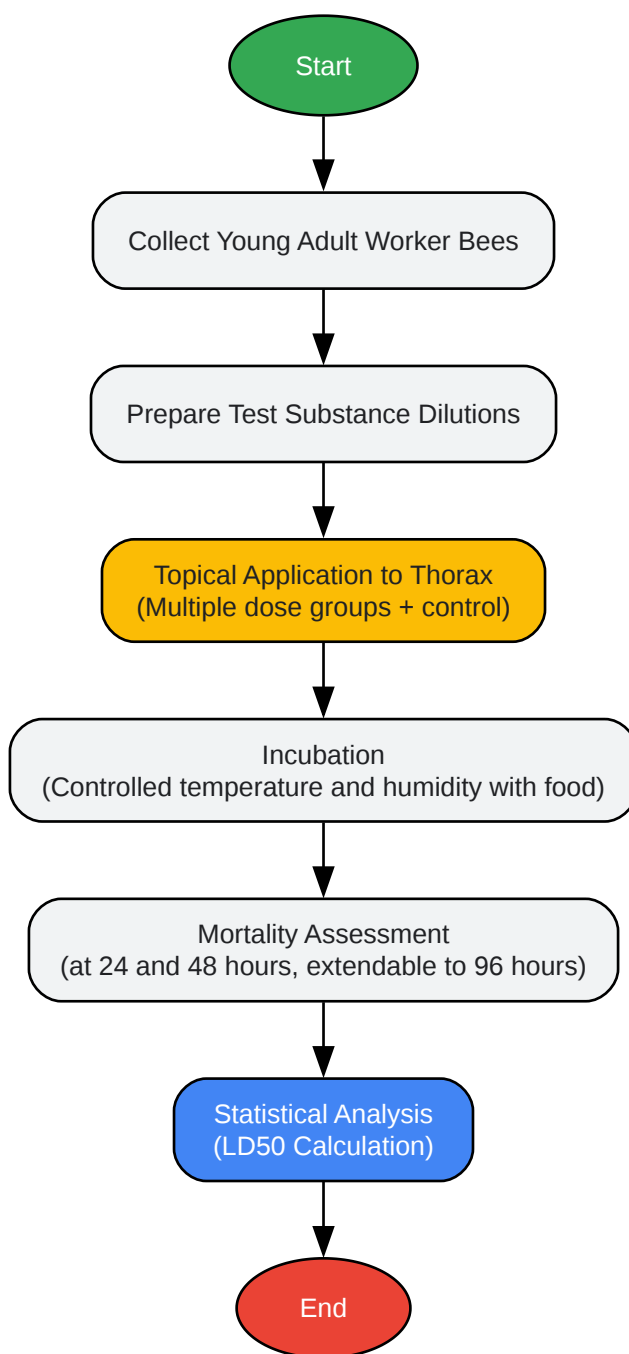 Start
Collect Young Adult Worker Bees
Prepare Test Substance Dilutions
Topical Application to Thorax
(Multiple dose groups + control)
Incubation
(Controlled temperature and humidity with food)
Mortality Assessment
(at 24 and 48 hours, extendable to 96 hours)
Statistical Analysis
(LD50 Calculation)
End